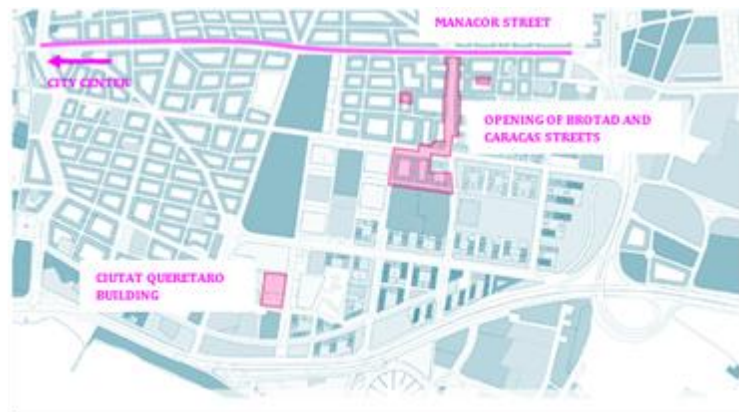 MANACOR STREET
CITY CENTER
OPENING OF BROTAD AND
CARACAS STREETS
CIUTAT QUERETARO
BUILDING